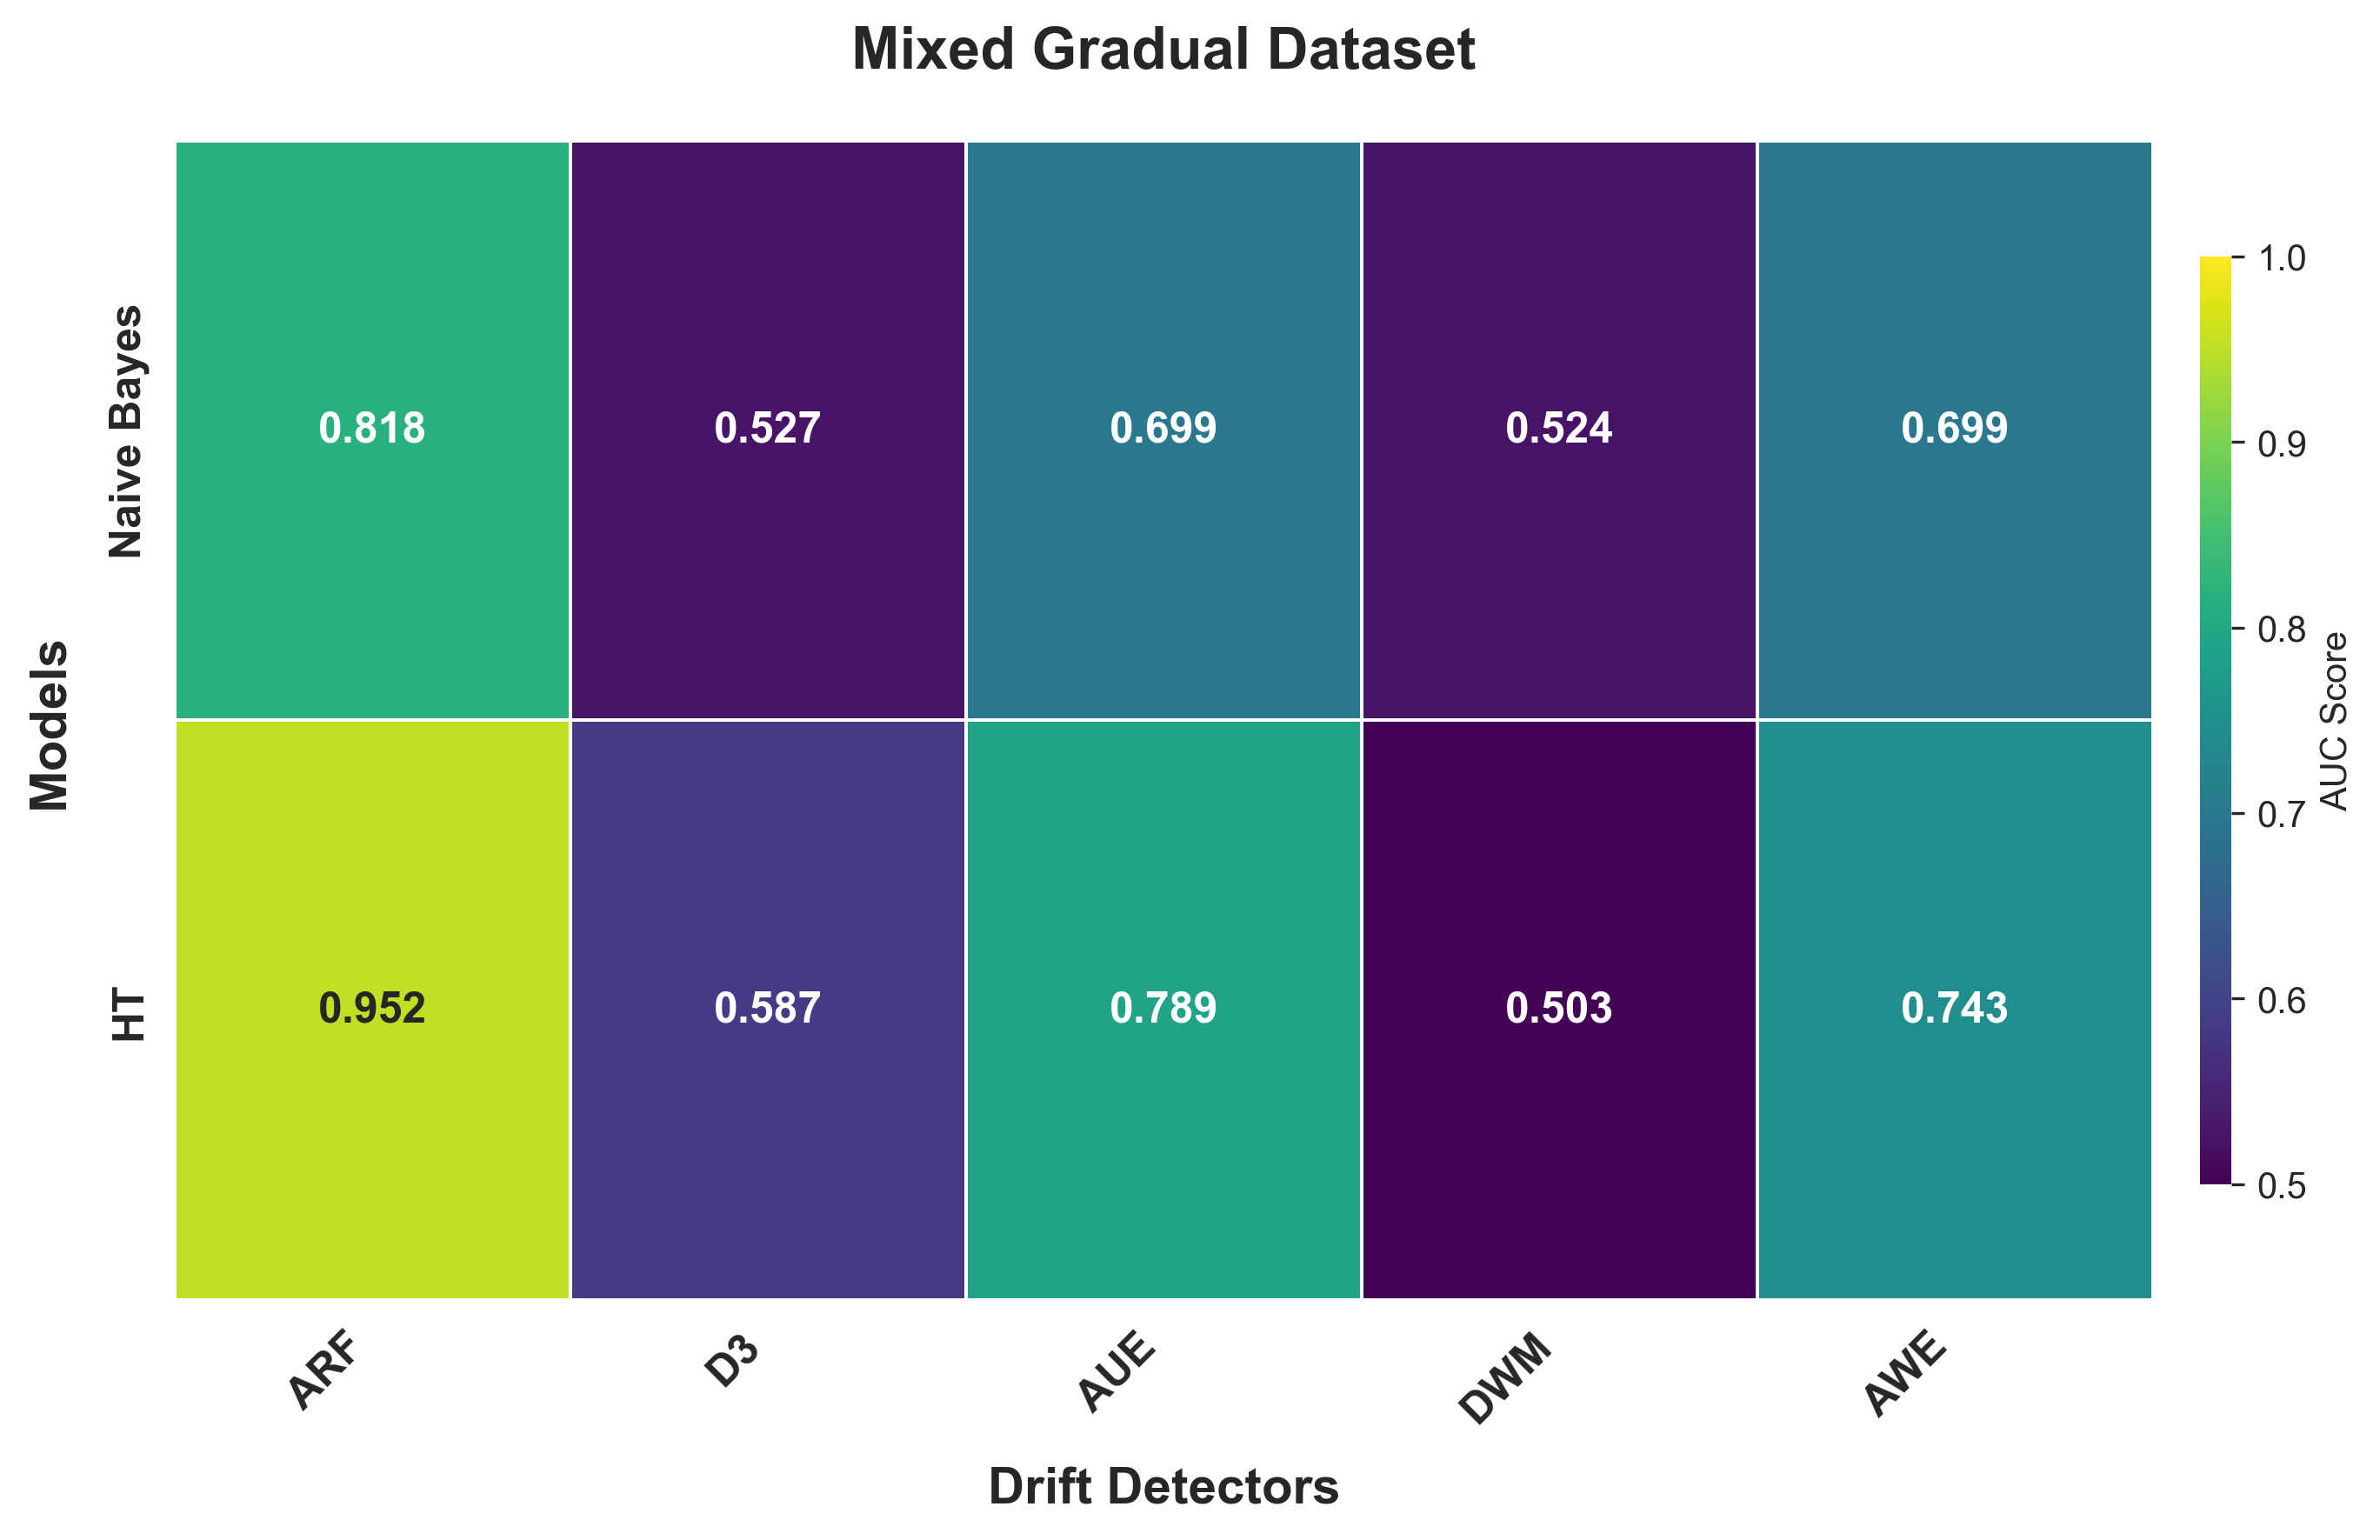 Mixed Gradual Dataset
Models
Naive Bayes
0.818 0.527 0.699 0.524 0.699
HT
0.952 0.587 0.789 0.503 0.743
ARF D3 AUE DWM AWE
Drift Detectors
1.0
0.9
0.8
0.7
0.6
0.5
AUC Score